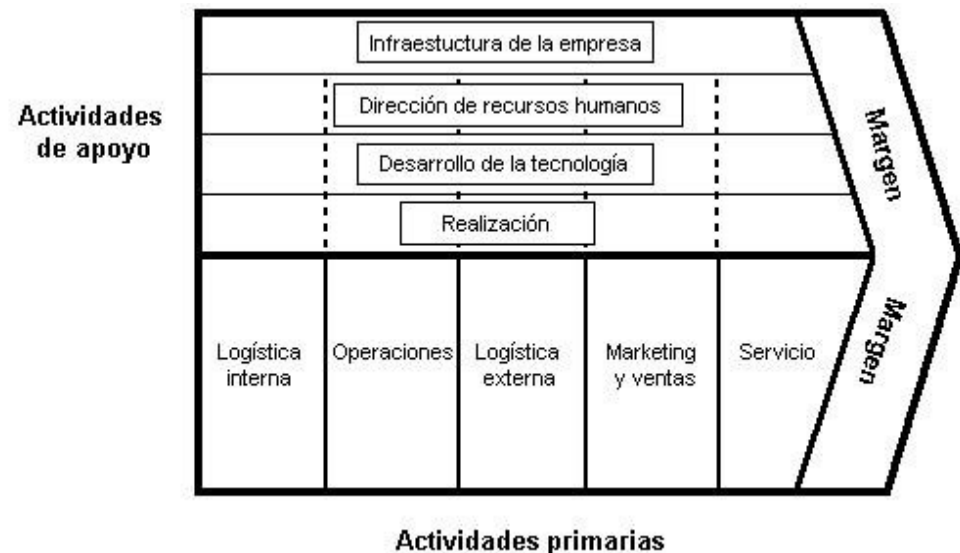 Infraestuctura de la empresa
Dirección de recursos humanos
Actividades
de apoyo
Desarrollo de la tecnología
Realización
Margen
Margen
Logística
interna
Operaciones
Logística
externa
Marketing
y ventas
Servicio
Actividades primarias